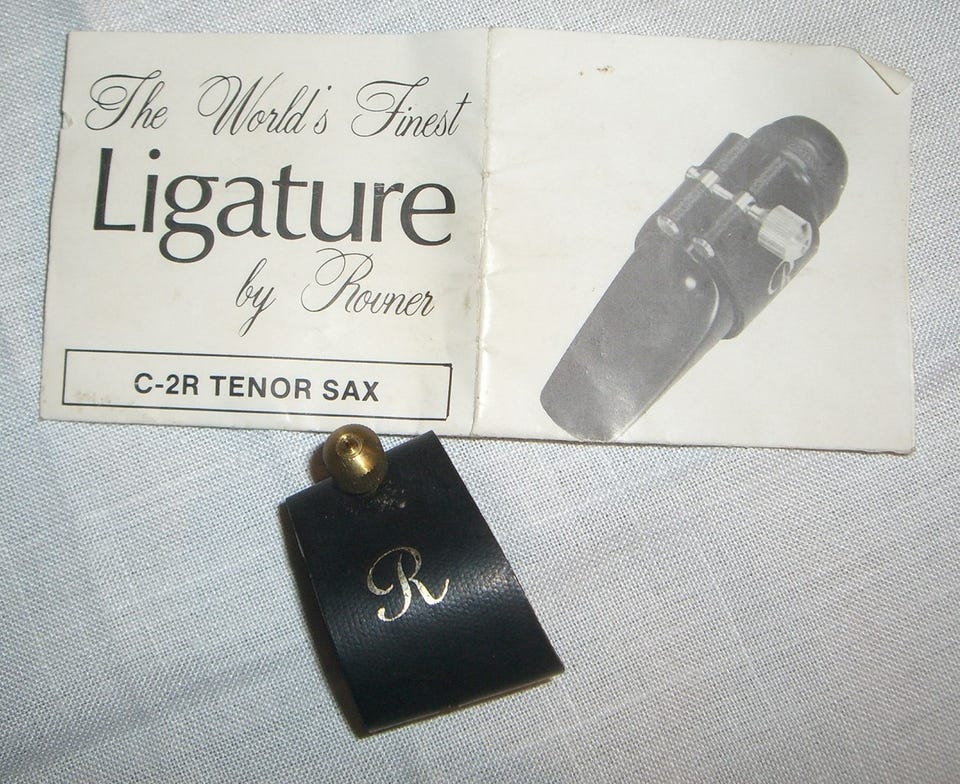 The World's Finest
Ligature
by Rovner
C-2R TENOR SAX
R